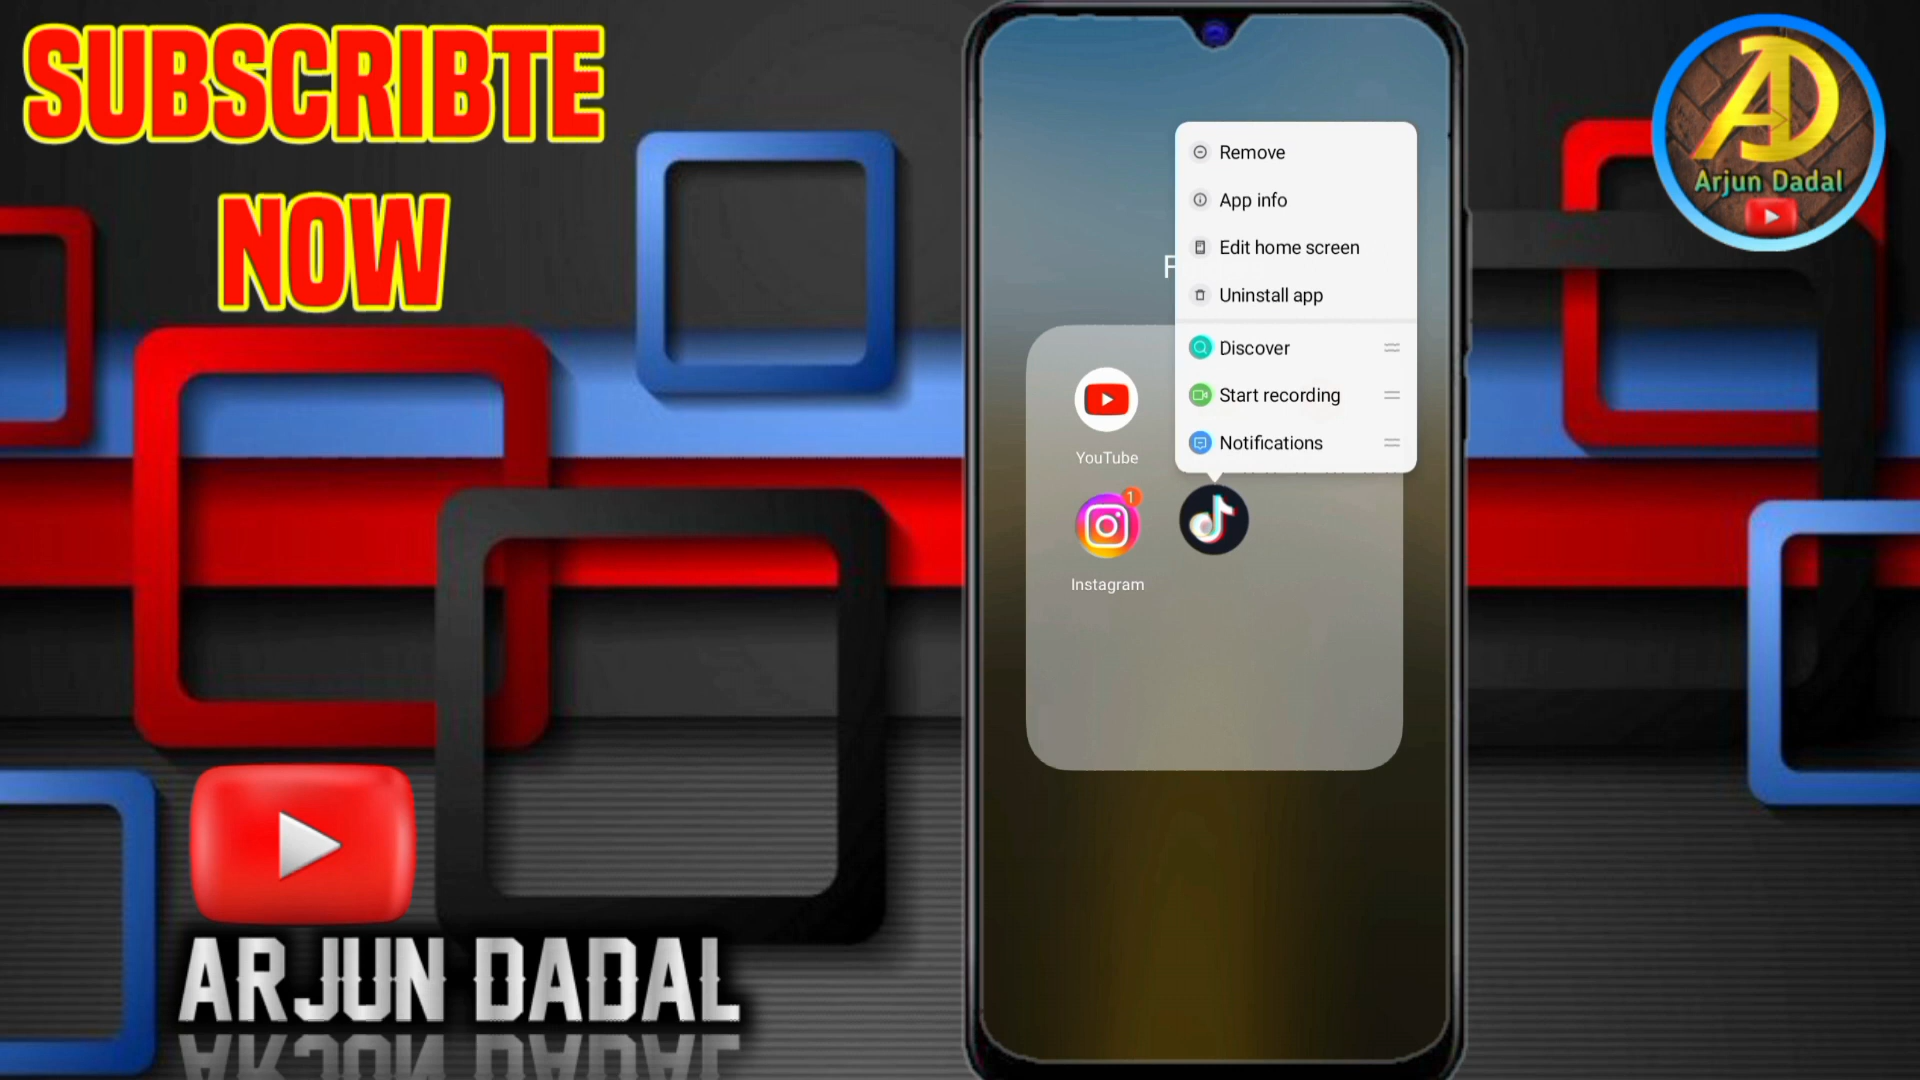 SUBSCRIBTE
NOW
AD
Arjun Dadal
Remove
App info
Edit home screen
Uninstall app
Discover
Start recording
Notifications
F
YouTube
1
Instagram
ARJUN DADAL